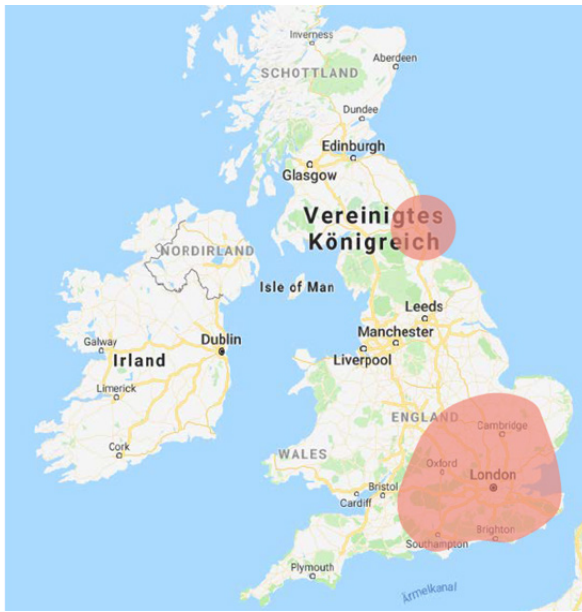 Inverness
Aberdeen
SCHOTTLAND
Dundee
Edinburgh
Glasgow
Vereinigtes
Königreich
NORDIRLAND
Isle of Man
Leeds
Galway
Dublin
Manchester
Irland
Liverpool
Limerick
ENGLAND
Cambridge
Cork
WALES
Oxford
London
Bristol
Cardiff
Southampton
Brighton
Plymouth
Ärmelkanal